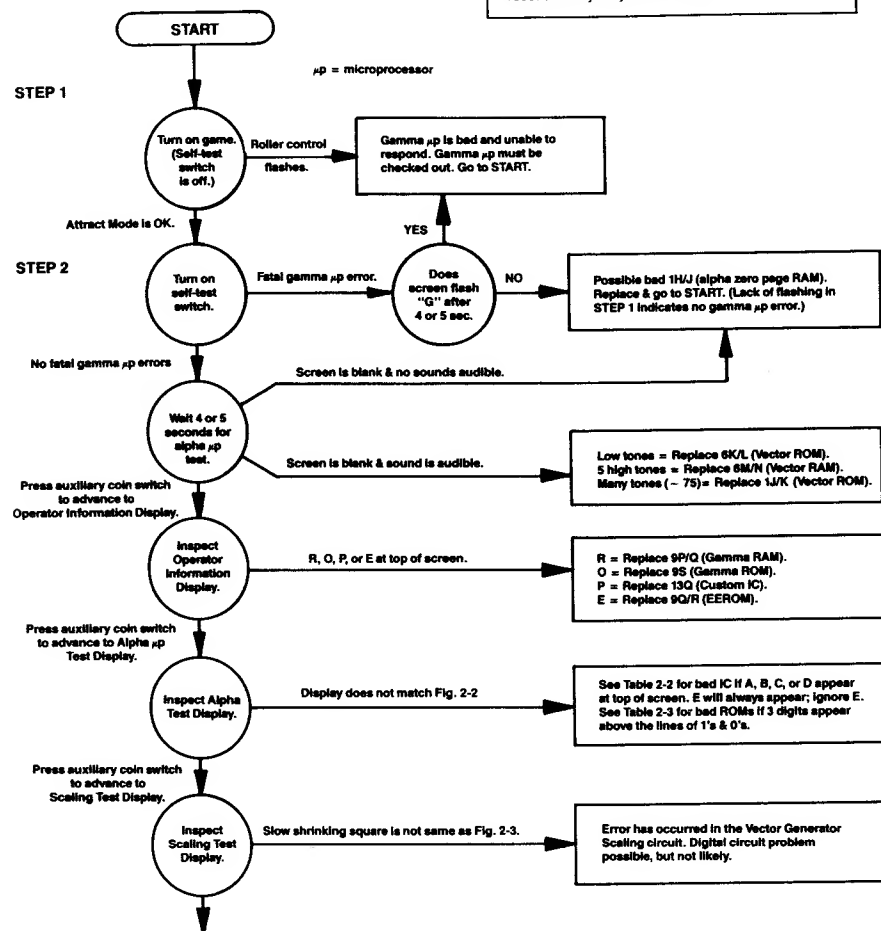 START
μp = microprocessor
STEP 1
Turn on game.
(Self-test
switch
is off.)
Roller control
flashes.
Gamma μp is bad and unable to
respond. Gamma μp must be
checked out. Go to START.
Attract Mode is OK.
YES
STEP 2
Turn on
self-test
switch.
Fatal gamma μp error.
Does
screen flash
"G" after
4 or 5 sec.
NO
Possible bad 1H/J (alpha zero page RAM).
Replace & go to START. (Lack of flashing in
STEP 1 indicates no gamma μp error.)
No fatal gamma μp errors
Screen is blank & no sounds audible.
Wait 4 or 5
seconds for
alpha μp
test.
Screen is blank & sound is audible.
Low tones = Replace 6K/L (Vector ROM).
5 high tones = Replace 6M/N (Vector RAM).
Many tones (~ 75)= Replace 1J/K (Vector ROM).
Press auxiliary coin switch
to advance to
Operator Information Display.
Inspect
Operator
Information
Display.
R, O, P, or E at top of screen.
R = Replace 9P/Q (Gamma RAM).
O = Replace 9S (Gamma ROM).
P = Replace 13Q (Custom IC).
E = Replace 9Q/R (EEROM).
Press auxiliary coin switch
to advance to Alpha μp
Test Display.
Inspect Alpha
Test Display.
Display does not match Fig. 2-2
See Table 2-2 for bad IC if A, B, C, or D appear
at top of screen. E will always appear; ignore E.
See Table 2-3 for bad ROMs if 3 digits appear
above the lines of 1's & 0's.
Press auxiliary coin switch
to advance to
Scaling Test Display.
Inspect
Scaling Test
Display.
Slow shrinking square is not same as Fig. 2-3.
Error has occurred in the Vector Generator
Scaling circuit. Digital circuit problem
possible, but not likely.